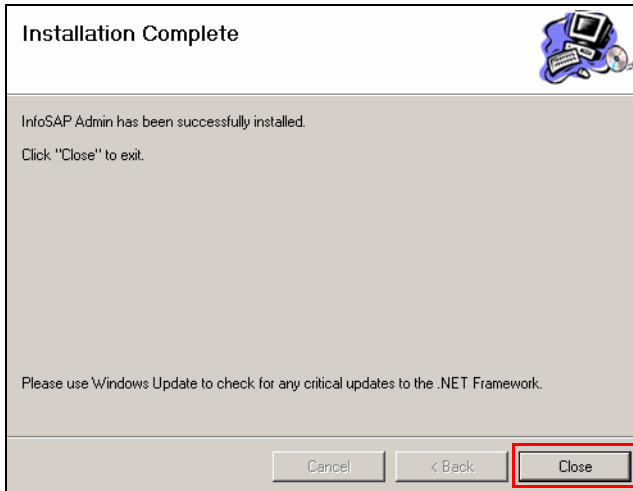 Installation Complete
InfoSAP Admin has been successfully installed.
Click "Close" to exit.
Please use Windows Update to check for any critical updates to the .NET Framework.
Cancel
< Back
Close